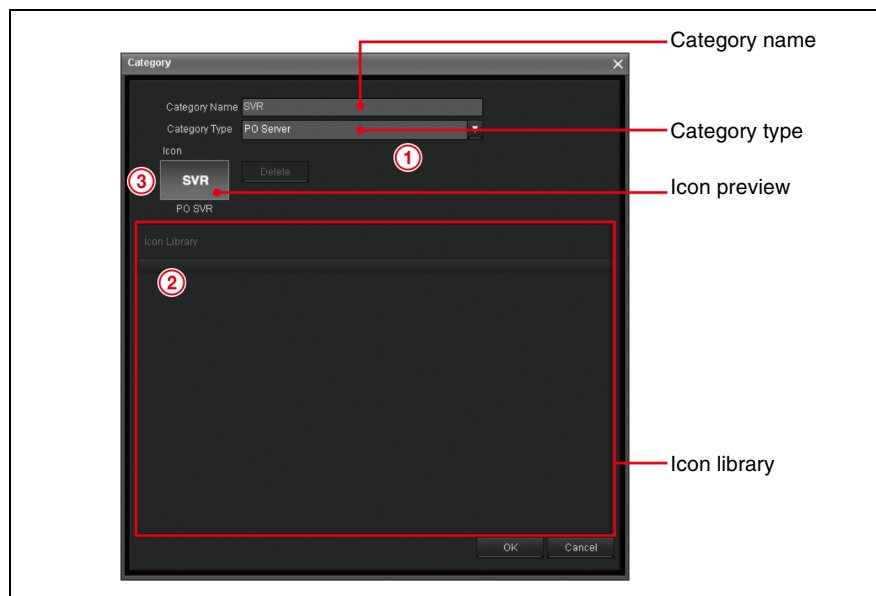 Category name
Category
Category Name SVR
Category Type PO Server
Category type
①
Icon
Delete
③
SVR
Icon preview
PO SVR
Icon Library
②
Icon library
OK Cancel